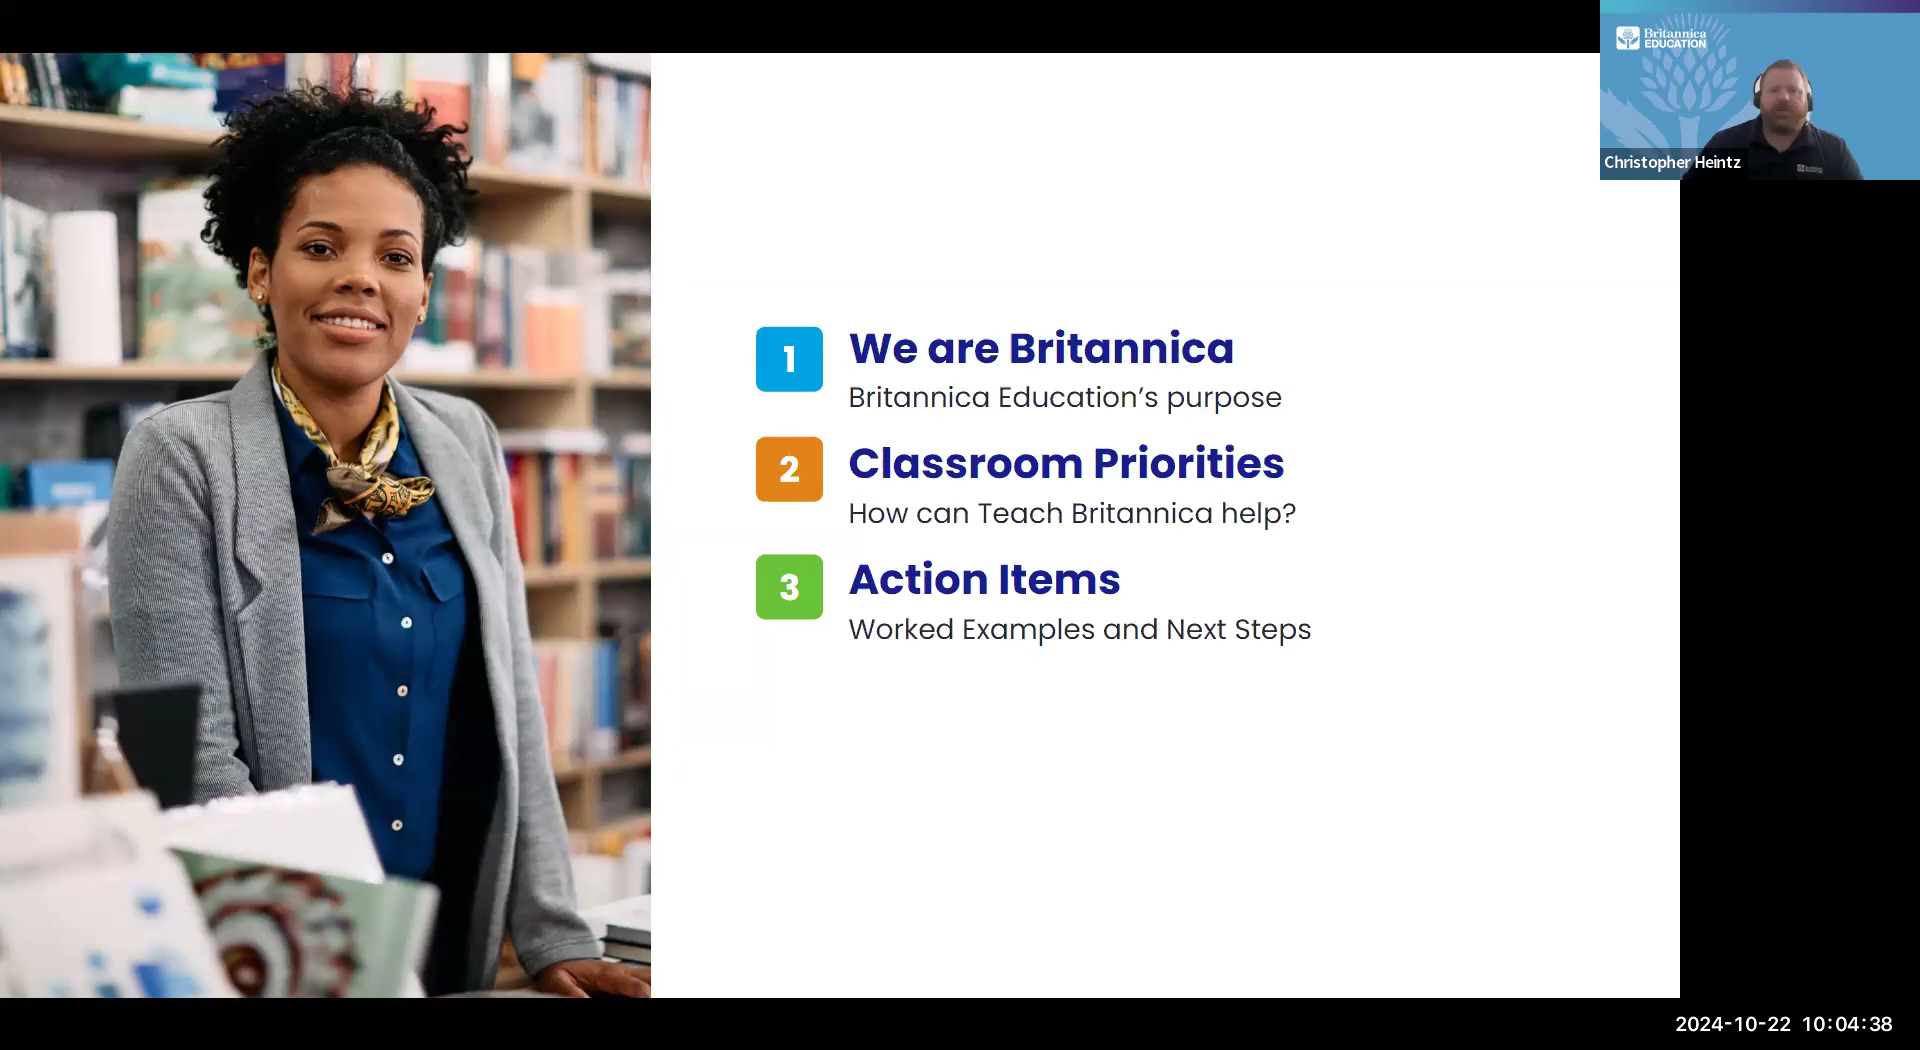 Britannica
EDUCATION
Christopher Heintz
1
We are Britannica
Britannica Education’s purpose
2
Classroom Priorities
How can Teach Britannica help?
3
Action Items
Worked Examples and Next Steps
2024-10-22 10:04:38